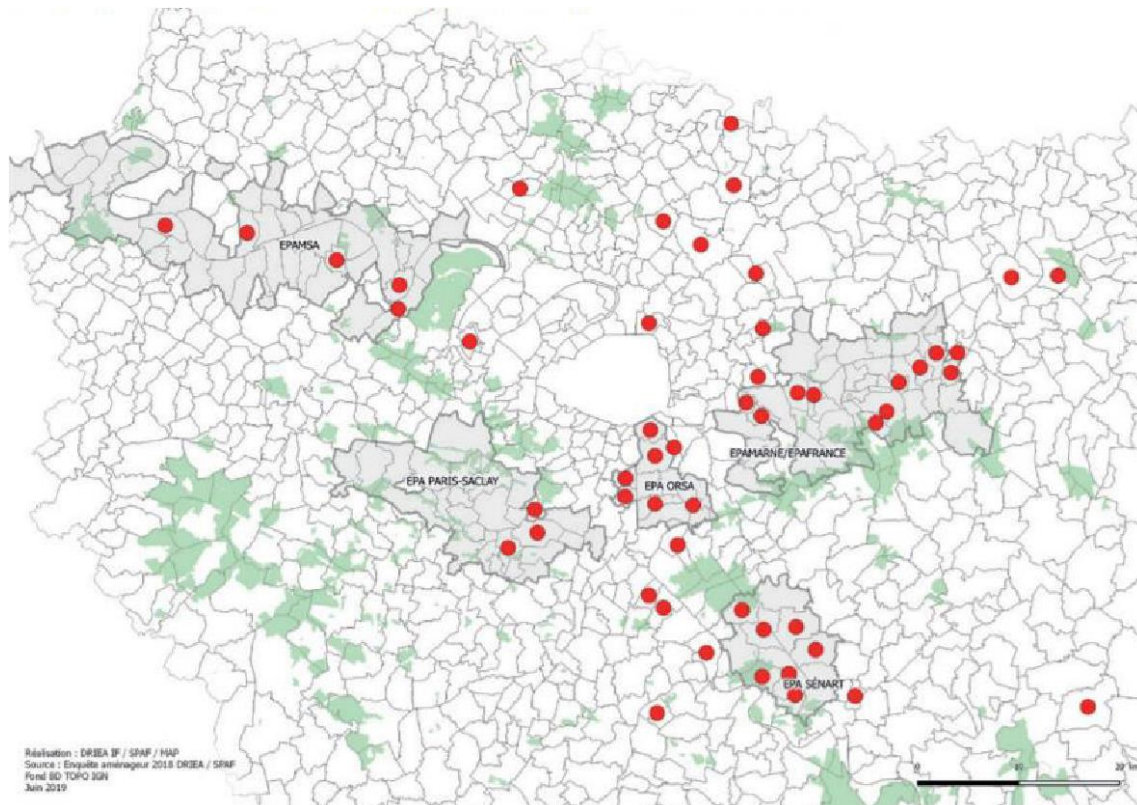 EPAMSA
EPAMARNE/EPAFRANCE
EPA PARIS-SACLAY
EPA ORSA
EPA SÉNART
Réalisation : DRIEA IF / SPAF / MAP
Source : Enquête aménageur 2018 DRIEA / SPAF
Fond BD TOPO IGN
Juin 2019
0 10 20 km